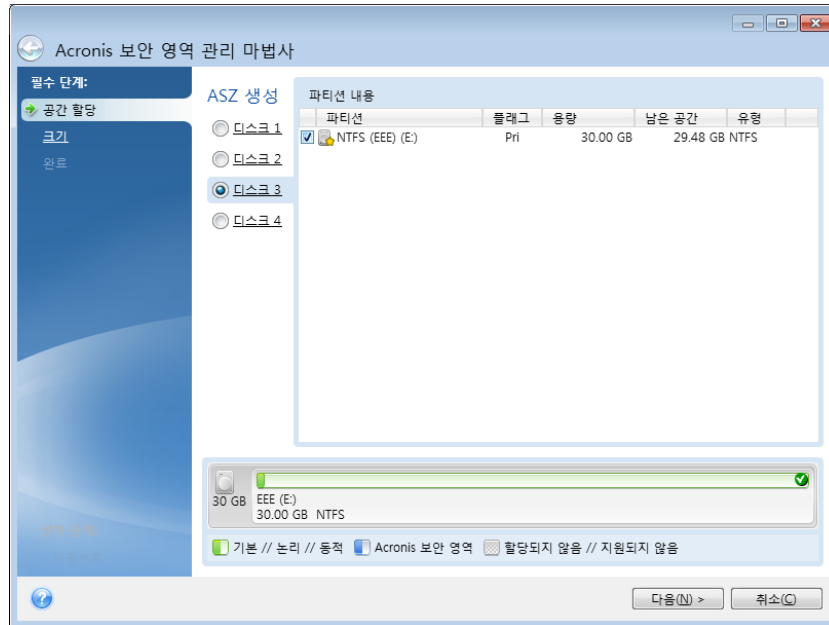 Acronis 보안 영역 관리 마법사
필수 단계:
공간 할당
크기
완료
ASZ 생성
디스크 1
디스크 2
디스크 3
디스크 4
파티션 내용
파티션 플래그 용량 남은 공간 유형
NTFS (EEE) (E:) Pri 30.00 GB 29.48 GB NTFS
30 GB
EEE (E:)
30.00 GB NTFS
기본 // 논리 // 동적 Acronis 보안 영역 할당되지 않음 // 지원되지 않음
다음(N) > 취소(C)